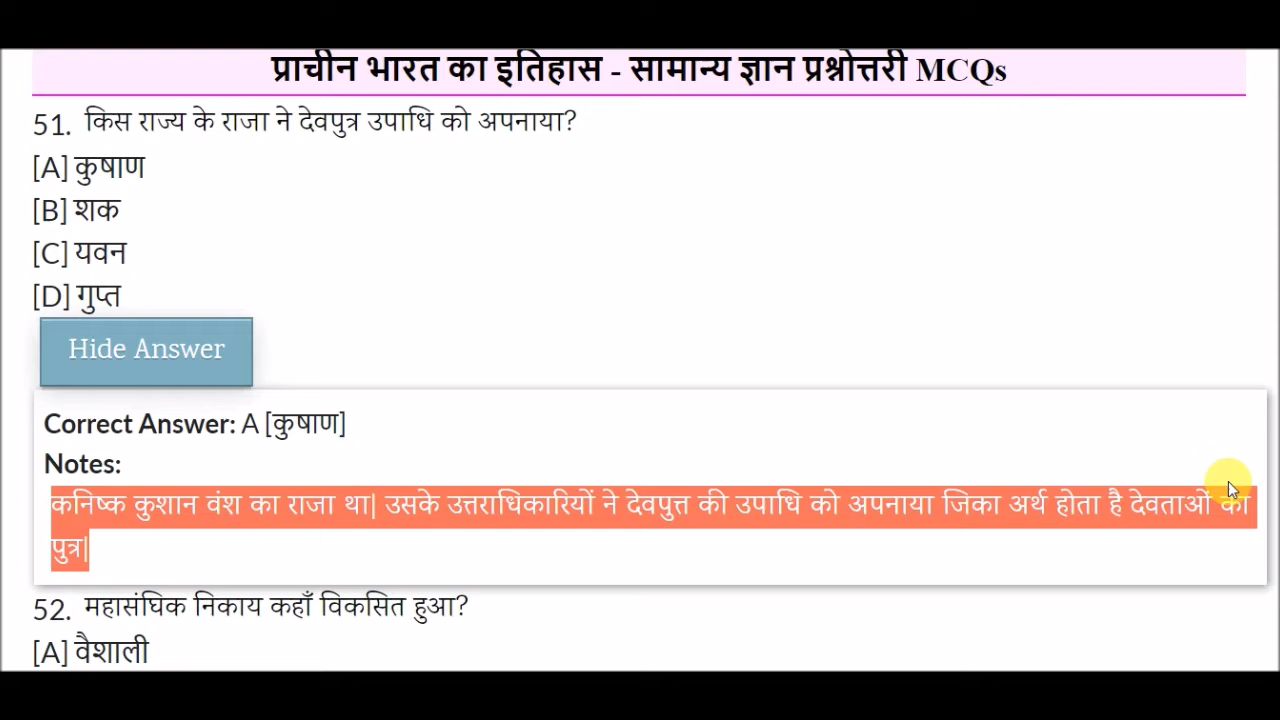 प्राचीन भारत का इतिहास - सामान्य ज्ञान प्रश्नोत्तरी MCQs
51. किस राज्य के राजा ने देवपुत्र उपाधि को अपनाया?
[A] कुषाण
[B] शक
[C] यवन
[D] गुप्त
Hide Answer
Correct Answer: A [कुषाण]
Notes:
कनिष्क कुशान वंश का राजा था| उसके उत्तराधिकारियों ने देवपुत्त की उपाधि को अपनाया जिका अर्थ होता है देवताओं का
पुत्र|
52. महासंघिक निकाय कहाँ विकसित हुआ?
[A] वैशाली